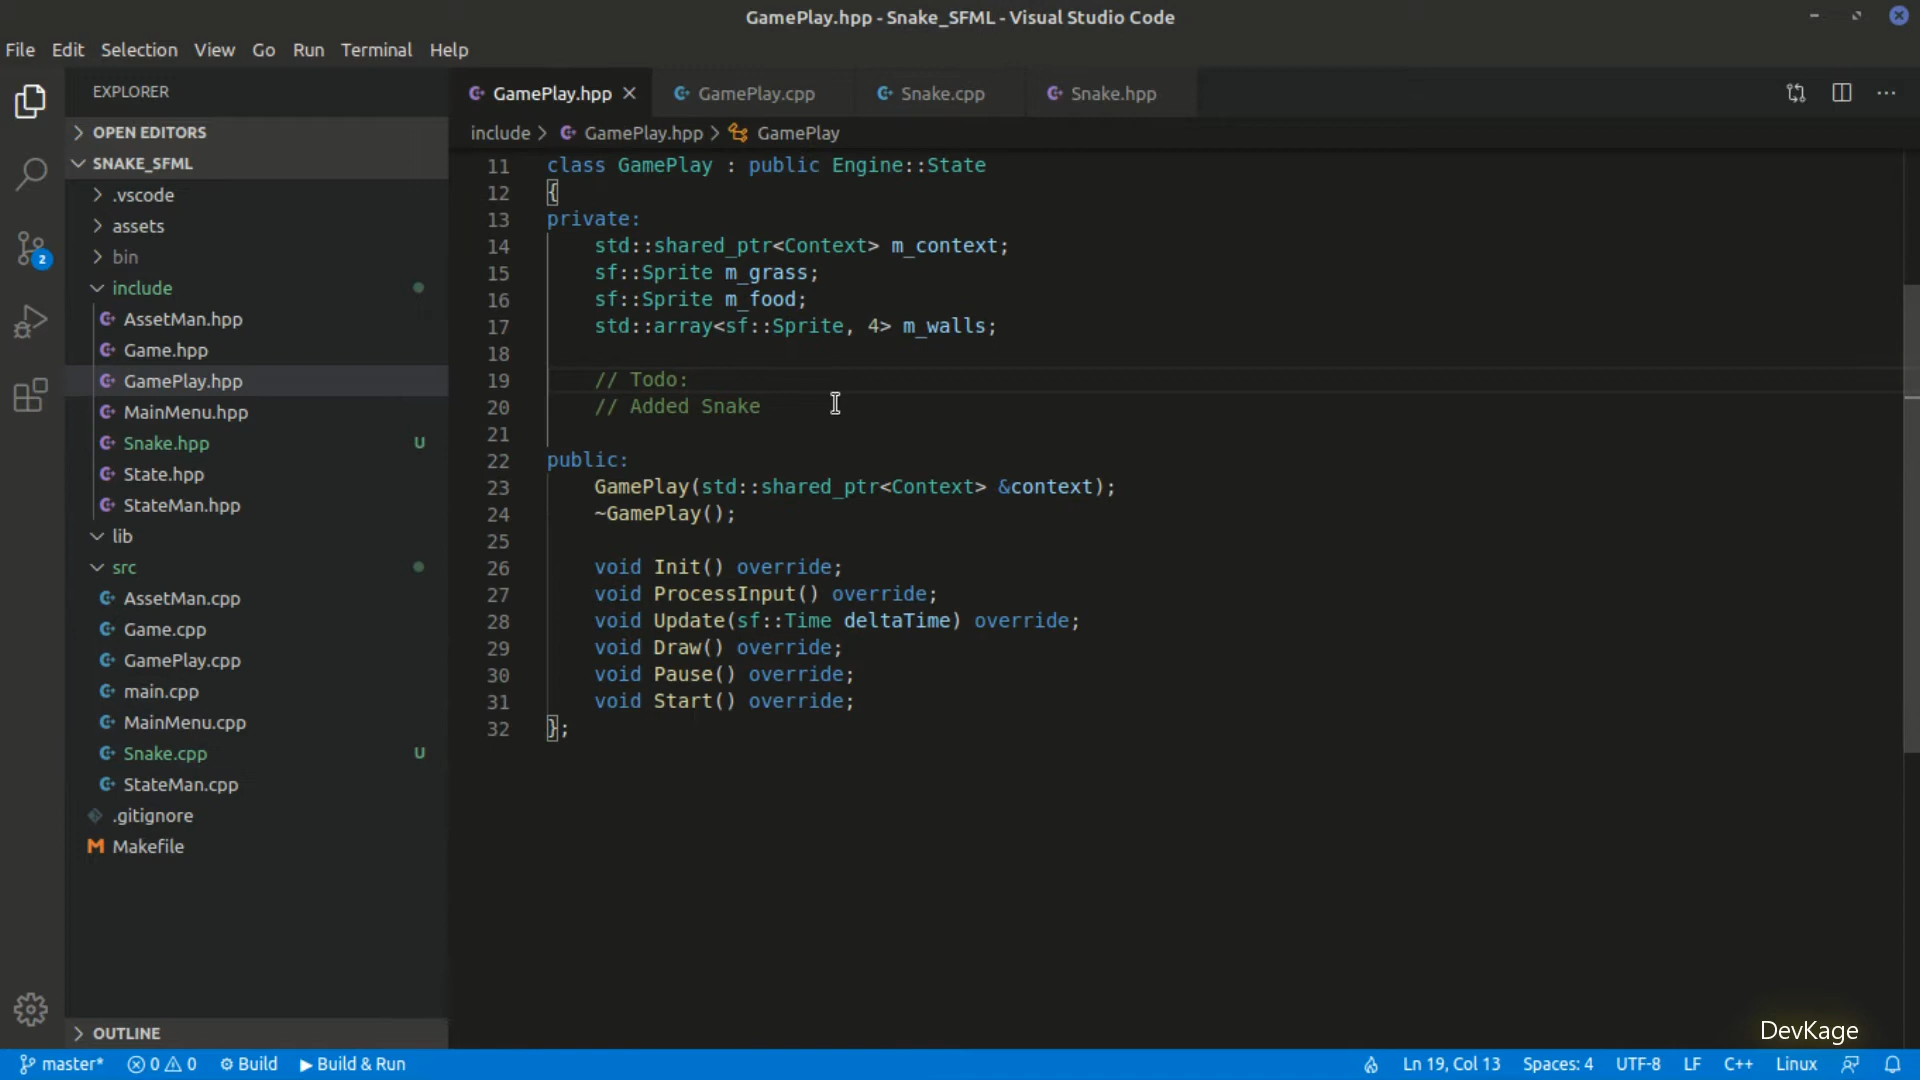 GamePlay.hpp - Snake_SFML - Visual Studio Code
File Edit Selection View Go Run Terminal Help
EXPLORER
OPEN EDITORS
SNAKE_SFML
.vscode
assets
bin
include
AssetMan.hpp
Game.hpp
GamePlay.hpp
MainMenu.hpp
Snake.hpp U
State.hpp
StateMan.hpp
lib
src
AssetMan.cpp
Game.cpp
GamePlay.cpp
main.cpp
MainMenu.cpp
Snake.cpp U
StateMan.cpp
.gitignore
Makefile
OUTLINE
2
GamePlay.hpp GamePlay.cpp Snake.cpp Snake.hpp
include > GamePlay.hpp > GamePlay
11 class GamePlay : public Engine::State
12 {
13 private:
14 std::shared_ptr<Context> m_context;
15 sf::Sprite m_grass;
16 sf::Sprite m_food;
17 std::array<sf::Sprite, 4> m_walls;
18
19 // Todo:
20 // Added Snake
21
22 public:
23 GamePlay(std::shared_ptr<Context> &context);
24 ~GamePlay();
25
26 void Init() override;
27 void ProcessInput() override;
28 void Update(sf::Time deltaTime) override;
29 void Draw() override;
30 void Pause() override;
31 void Start() override;
32 };
DevKage
master* 0 0 Build Build & Run Ln 19, Col 13 Spaces: 4 UTF-8 LF C++ Linux